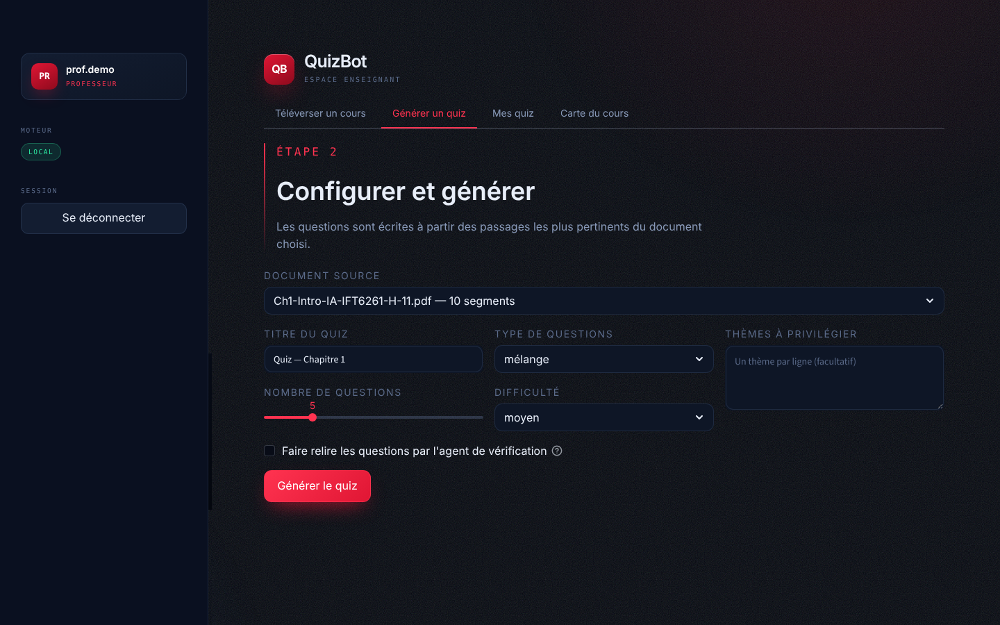 PR
prof.demo
PROFESSEUR
MOTEUR
LOCAL
SESSION
Se déconnecter
QB
QuizBot
ESPACE ENSEIGNANT
Téléverser un cours
Générer un quiz
Mes quiz
Carte du cours
ÉTAPE 2
Configurer et générer
Les questions sont écrites à partir des passages les plus pertinents du document
choisi.
DOCUMENT SOURCE
Ch1-Intro-IA-IFT6261-H-11.pdf — 10 segments
TITRE DU QUIZ
Quiz — Chapitre 1
TYPE DE QUESTIONS
mélange
THÈMES À PRIVILÉGIER
Un thème par ligne (facultatif)
NOMBRE DE QUESTIONS
5
DIFFICULTÉ
moyen
Faire relire les questions par l'agent de vérification
Générer le quiz